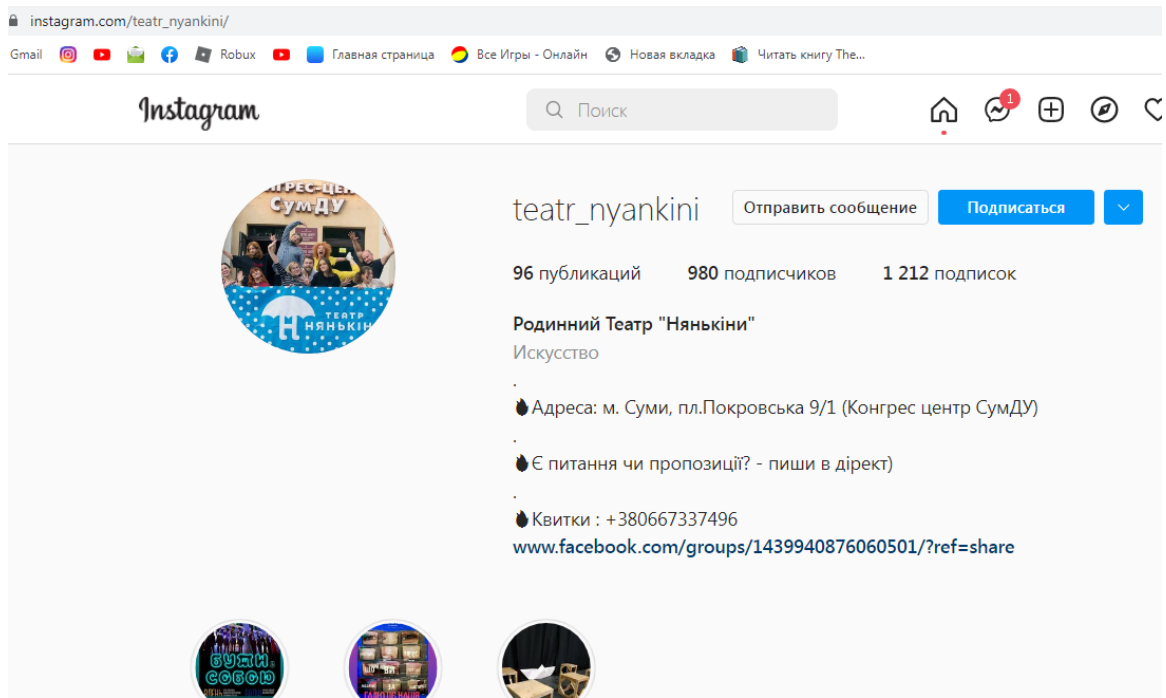 instagram.com/teatr_nyankini/
Gmail Robux Главная страница Все Игры - Онлайн Новая вкладка Читать книгу The...
Instagram Поиск 1
teatr_nyankini Отправить сообщение Подписаться
96 публикаций 980 подписчиков 1 212 подписок
Родинний Театр "Нянькіни"
Искусство
.
Адреса: м. Суми, пл.Покровська 9/1 (Конгрес центр СумДУ)
.
Є питання чи пропозиції? - пиши в дірект)
.
Квитки : +380667337496
www.facebook.com/groups/1439940876060501/?ref=share
СумДУ
ТЕАТР
БУДИ
СОБОЮ